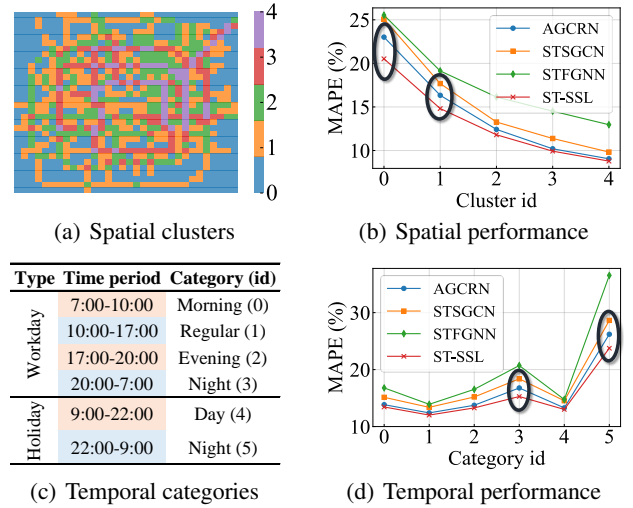 4
3
2
1
0
(a) Spatial clusters
25
20
15
10
MAPE (%)
AGCRN
STSGCN
STFGNN
ST-SSL
0 1 2 3 4
Cluster id
(b) Spatial performance
Type Time period Category (id)
Workday
7:00-10:00 Morning (0)
10:00-17:00 Regular (1)
17:00-20:00 Evening (2)
20:00-7:00 Night (3)
Holiday
9:00-22:00 Day (4)
22:00-9:00 Night (5)
(c) Temporal categories
30
20
10
MAPE (%)
AGCRN
STSGCN
STFGNN
ST-SSL
0 1 2 3 4 5
Category id
(d) Temporal performance